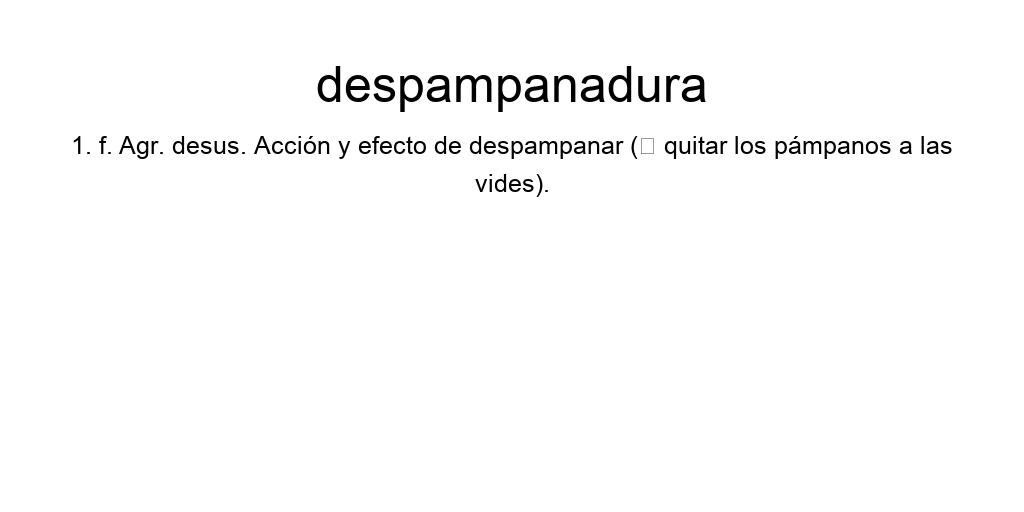 despampanadura
1. f. Agr. desus. Acción y efecto de despampanar (□ quitar los pámpanos a las
vides).